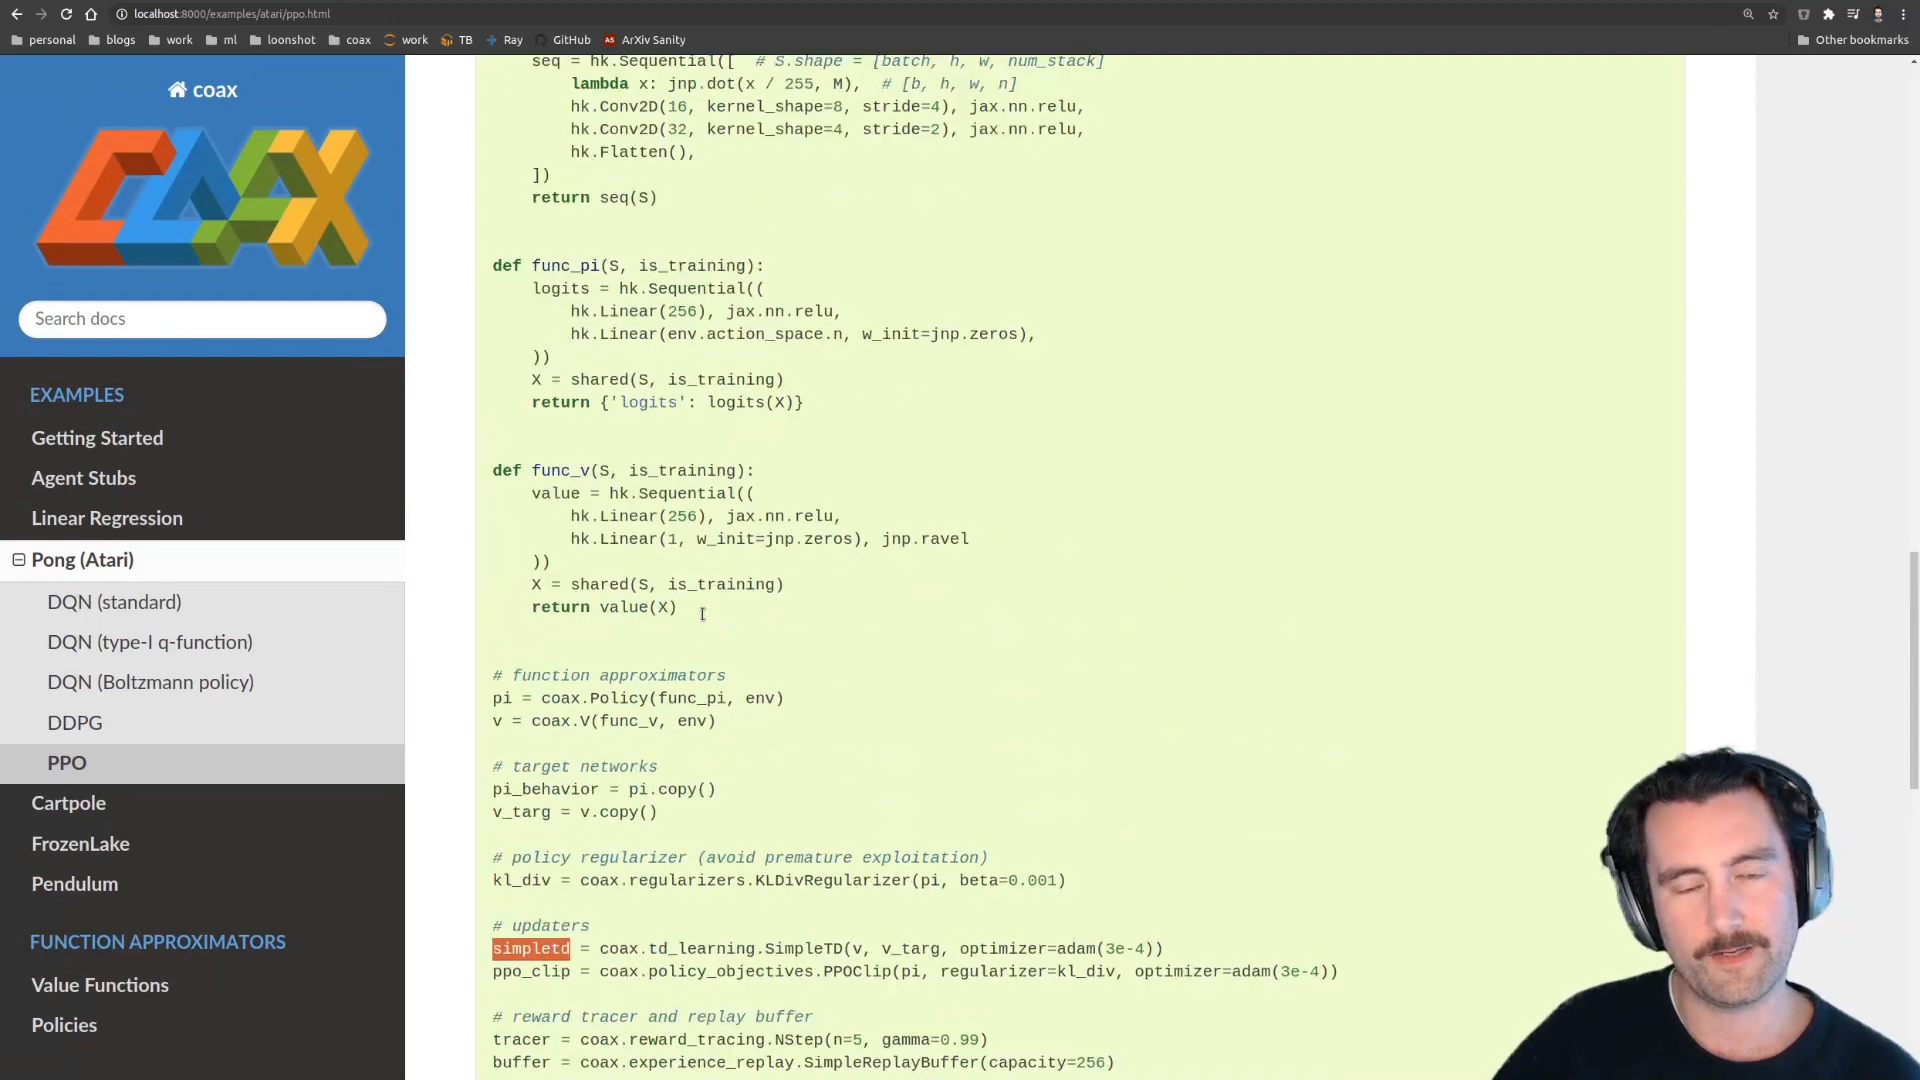 localhost:8000/examples/atari/ppo.html
personal blogs work ml loonshot coax work TB Ray GitHub AS ArXiv Sanity Other bookmarks
coax
COAX
Search docs
EXAMPLES
Getting Started
Agent Stubs
Linear Regression
Pong (Atari)
DQN (standard)
DQN (type-I q-function)
DQN (Boltzmann policy)
DDPG
PPO
Cartpole
FrozenLake
Pendulum
FUNCTION APPROXIMATORS
Value Functions
Policies
seq = hk.Sequential([  # S.shape = [batch, h, w, num_stack]
lambda x: jnp.dot(x / 255, M),  # [b, h, w, n]
hk.Conv2D(16, kernel_shape=8, stride=4), jax.nn.relu,
hk.Conv2D(32, kernel_shape=4, stride=2), jax.nn.relu,
hk.Flatten(),
])
return seq(S)
def func_pi(S, is_training):
logits = hk.Sequential((
hk.Linear(256), jax.nn.relu,
hk.Linear(env.action_space.n, w_init=jnp.zeros),
))
X = shared(S, is_training)
return {'logits': logits(X)}
def func_v(S, is_training):
value = hk.Sequential((
hk.Linear(256), jax.nn.relu,
hk.Linear(1, w_init=jnp.zeros), jnp.ravel
))
X = shared(S, is_training)
return value(X)
# function approximators
pi = coax.Policy(func_pi, env)
v = coax.V(func_v, env)
# target networks
pi_behavior = pi.copy()
v_targ = v.copy()
# policy regularizer (avoid premature exploitation)
kl_div = coax.regularizers.KLDivRegularizer(pi, beta=0.001)
# updaters
simpletd = coax.td_learning.SimpleTD(v, v_targ, optimizer=adam(3e-4))
ppo_clip = coax.policy_objectives.PPOClip(pi, regularizer=kl_div, optimizer=adam(3e-4))
# reward tracer and replay buffer
tracer = coax.reward_tracing.NStep(n=5, gamma=0.99)
buffer = coax.experience_replay.SimpleReplayBuffer(capacity=256)